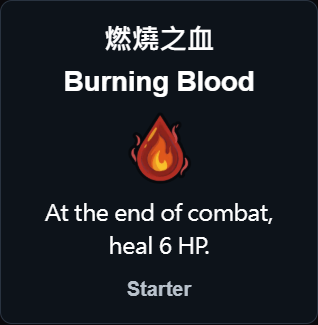 燃燒之血
Burning Blood
At the end of combat,
heal 6 HP.
Starter